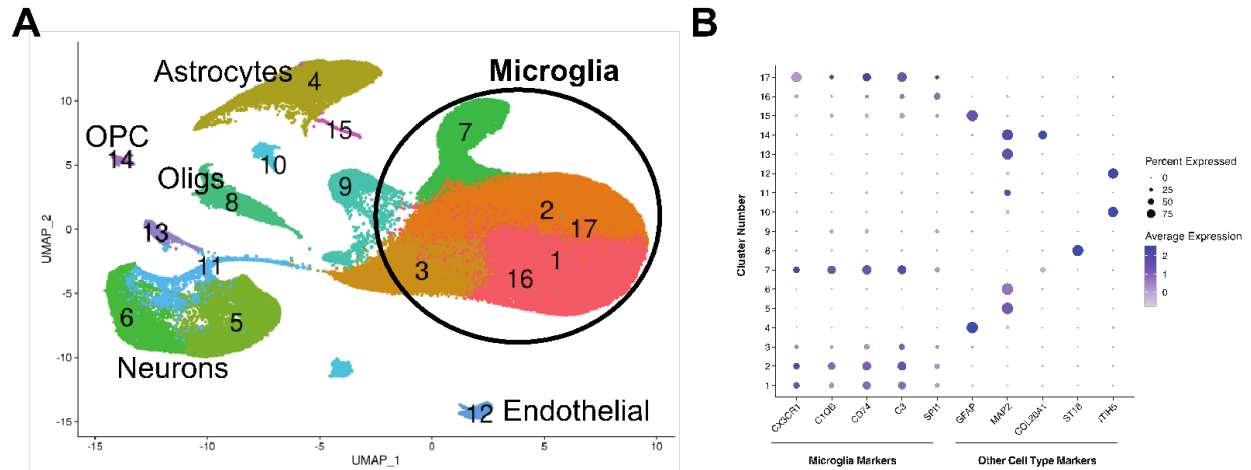 A
B
Astrocytes
4
Microglia
7
15
OPC
14
10
Oligs
8
9
2
17
13
11
3
1
16
6
5
Neurons
12 Endothelial
UMAP_2
10
5
0
-5
-10
-15
-15
-10
-5
0
5
10
UMAP_1
Cluster Number
17
16
15
14
13
12
11
10
9
8
7
6
5
4
3
2
1
CX3CR1
C1QB
CD74
C3
SPI1
GFAP
MAP2
COL20A1
ST18
ITIH5
Microglia Markers
Other Cell Type Markers
Percent Expressed
0
25
50
75
Average Expression
2
1
0